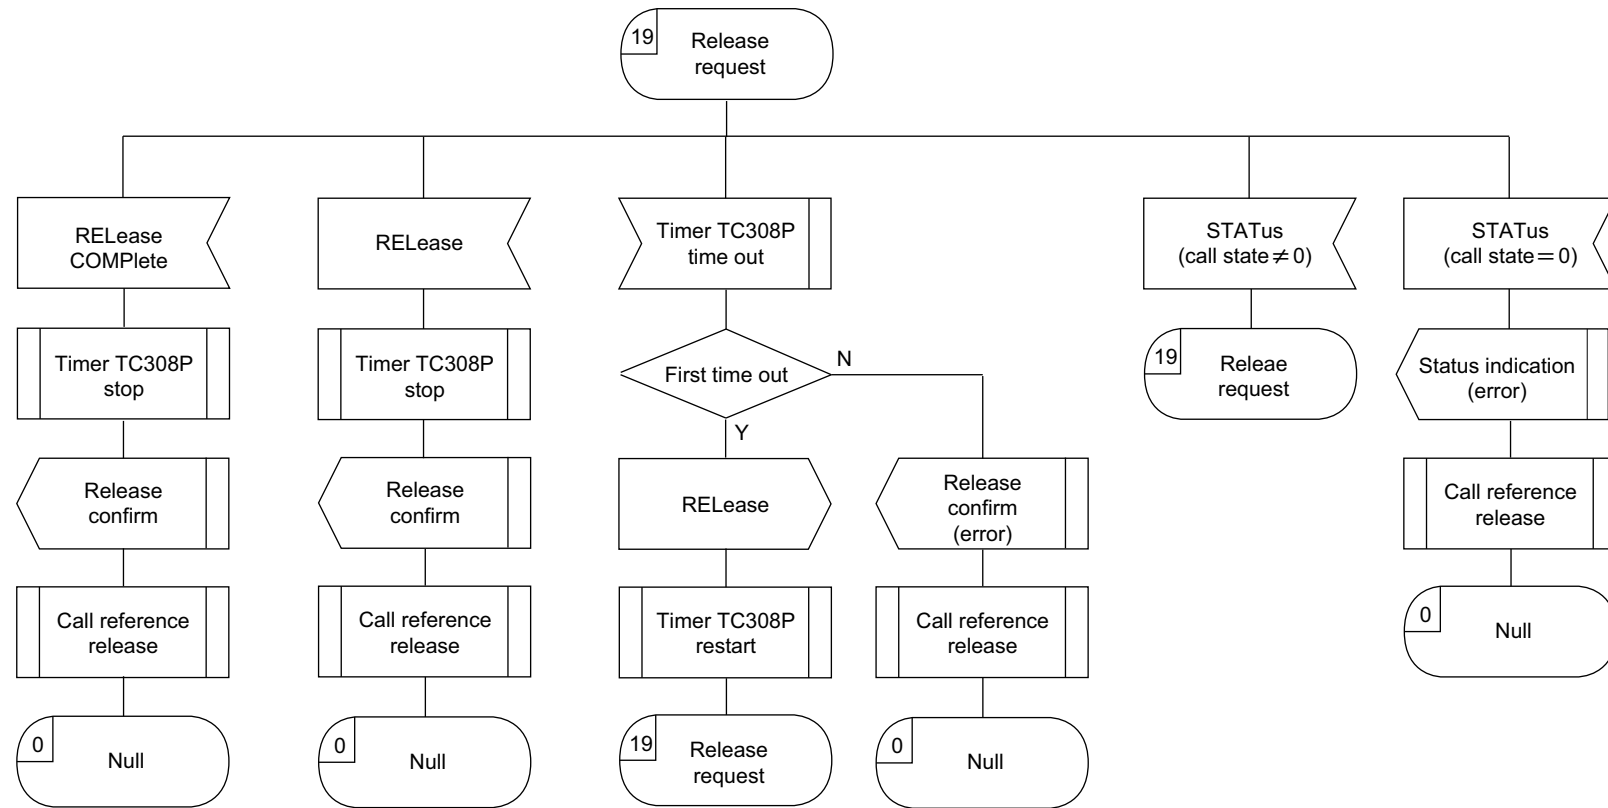 19
Release
request
RELease
COMPlete
RELease
Timer TC308P
time out
STATus
(call state≠0)
STATus
(call state=0)
Timer TC308P
stop
Timer TC308P
stop
First time out
N
Y
19
Releae
request
Status indication
(error)
Release
confirm
Release
confirm
RELease
Release
confirm
(error)
Call reference
release
Call reference
release
Call reference
release
Timer TC308P
restart
Call reference
release
0
Null
0
Null
0
Null
19
Release
request
0
Null